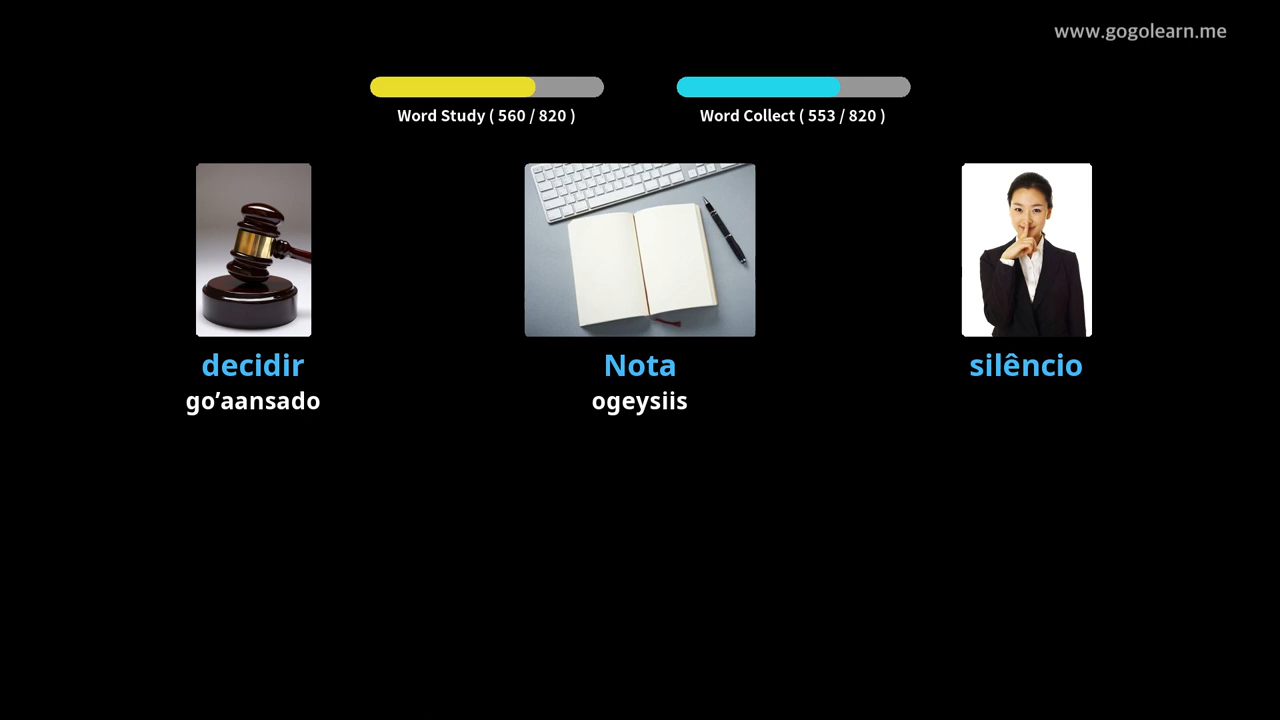 www.gogolearn.me
Word Study ( 560 / 820 )
Word Collect ( 553 / 820 )
decidir
Nota
silêncio
go’aansado
ogeysiis